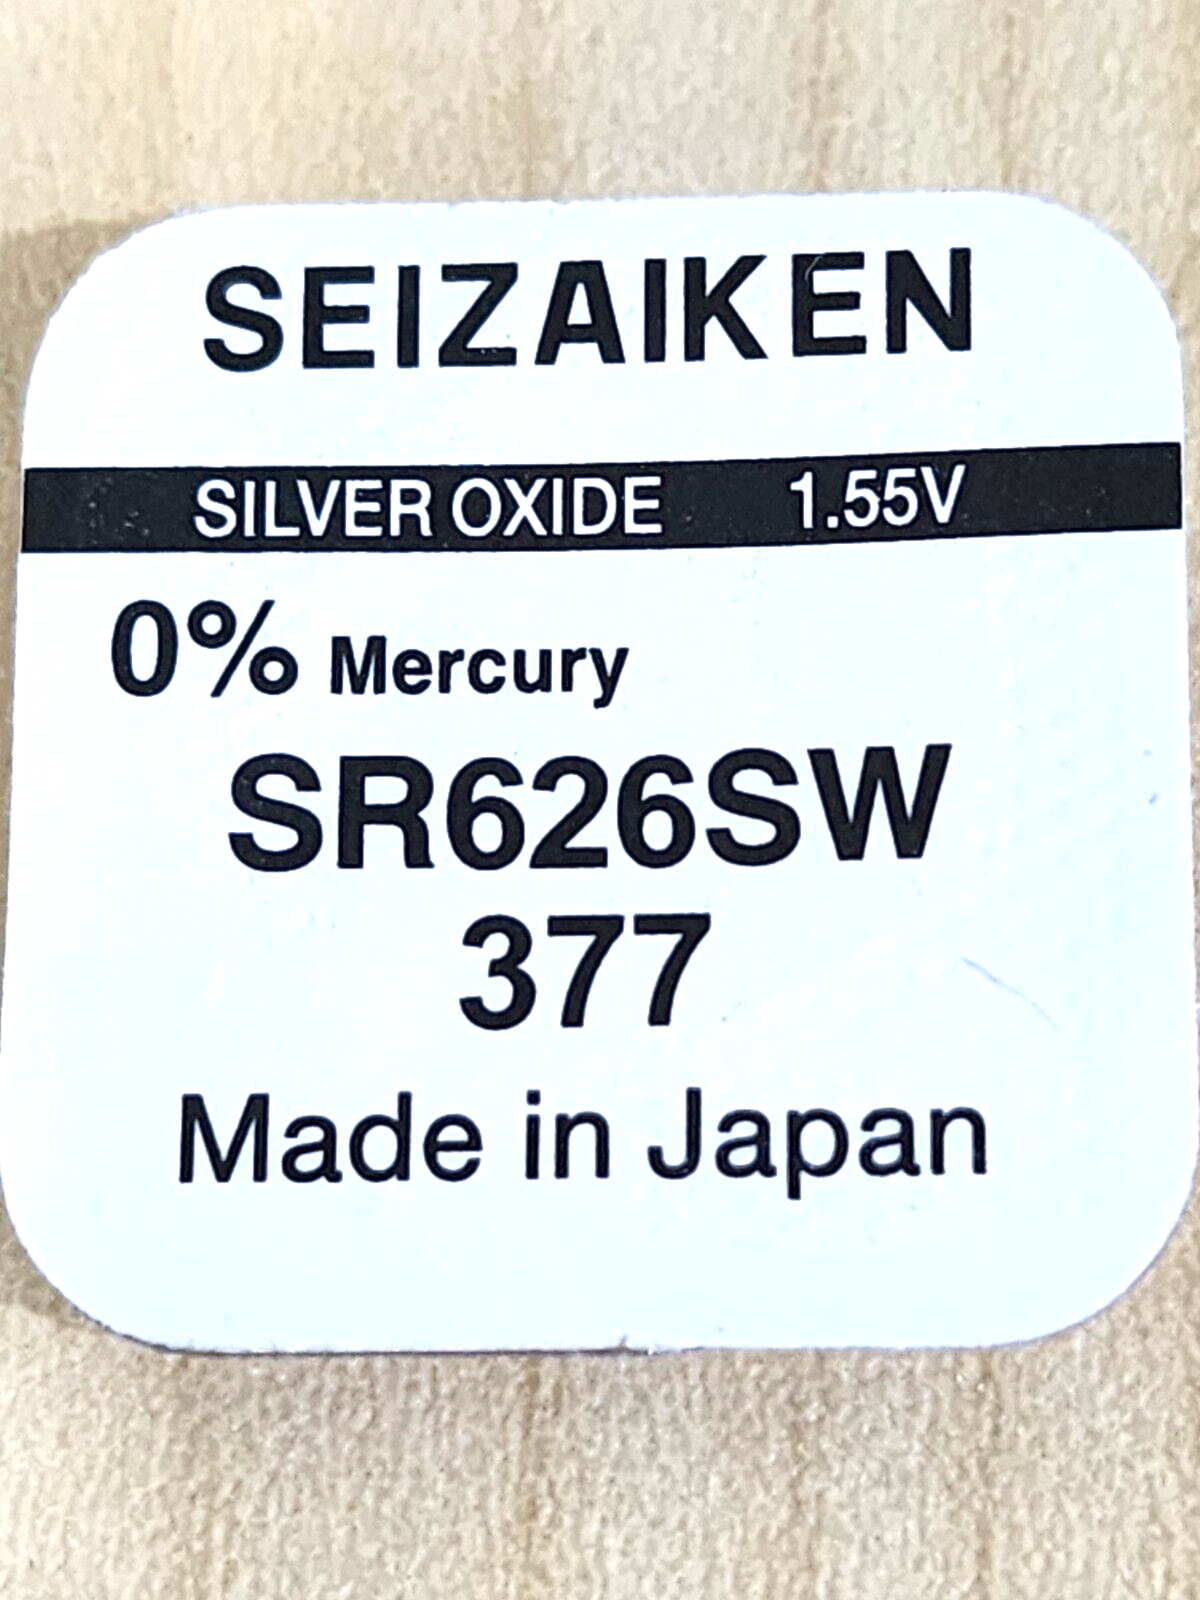 SEIZAIKEN
SILVER OXIDE 1.55V
0% Mercury
SR626SW
377
Made in Japan